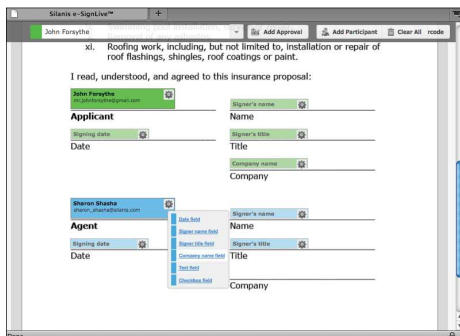 Silanis e-SignLive™
+
John Forsythe
Add Approval
Add Participant
Clear All
rcode
xi. Roofing work, including, but not limited to, installation or repair of
roof flashings, shingles, roof coatings or paint.
I read, understood, and agreed to this insurance proposal:
John Forsythe
mr.johnforsythe@gmail.com
Signer's name
Applicant
Name
Signing date
Signer's title
Date
Title
Company name
Company
Sharon Shasha
sharon_shasha@silanis.com
Signer's name
Agent
Name
Date field
Signer name field
Signing date
Signer title field
Signer's title
Date
Company name field
Title
Text field
Checkbox field
Company
Done